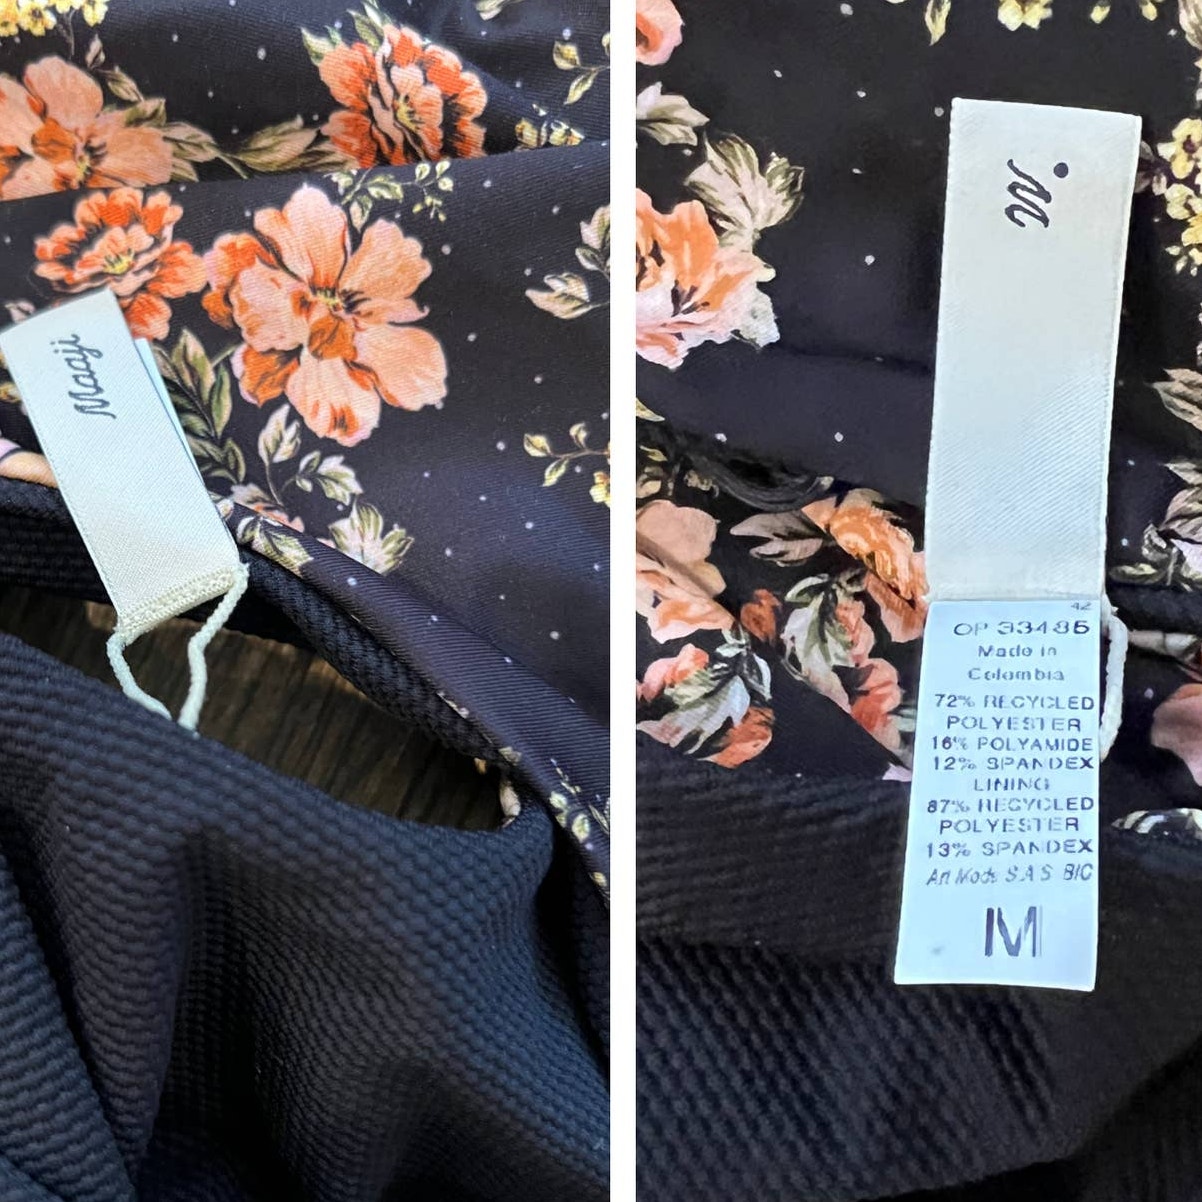 Maaji
m
42
OP 33485
Made in
Colombia
72% RECYCLED
POLYESTER
16% POLYAMIDE
12% SPANDEX
LINING
87% RECYCLED
POLYESTER
13% SPANDEX
Art Mode S.A.S BIC
M